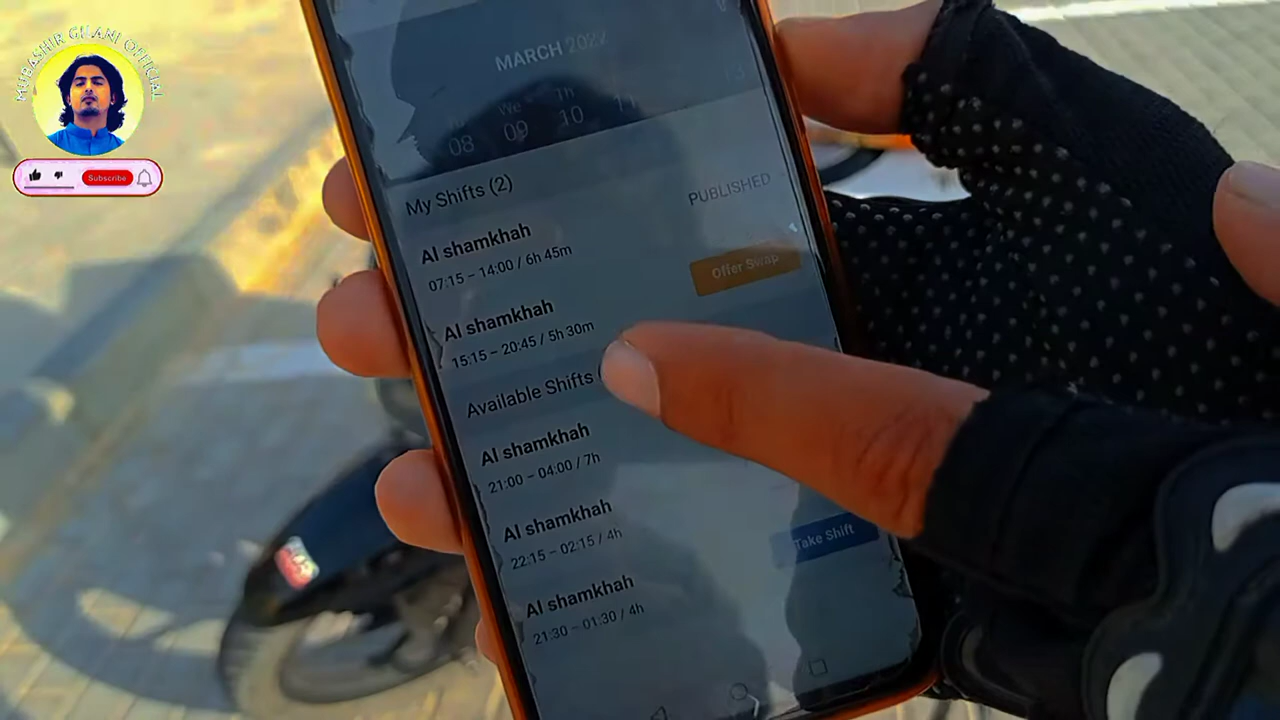 MUBASHIR GILANI OFFICIAL
Subscribe
MARCH
We Th
08 09 10 11
My Shifts (2)
PUBLISHED
Al shamkhah
07:15 – 14:00 / 6h 45m
Offer Swap
Al shamkhah
15:15 – 20:45 / 5h 30m
Available Shifts
Al shamkhah
21:00 – 04:00 / 7h
Al shamkhah
22:15 – 02:15 / 4h
Take Shift
Al shamkhah
21:30 – 01:30 / 4h